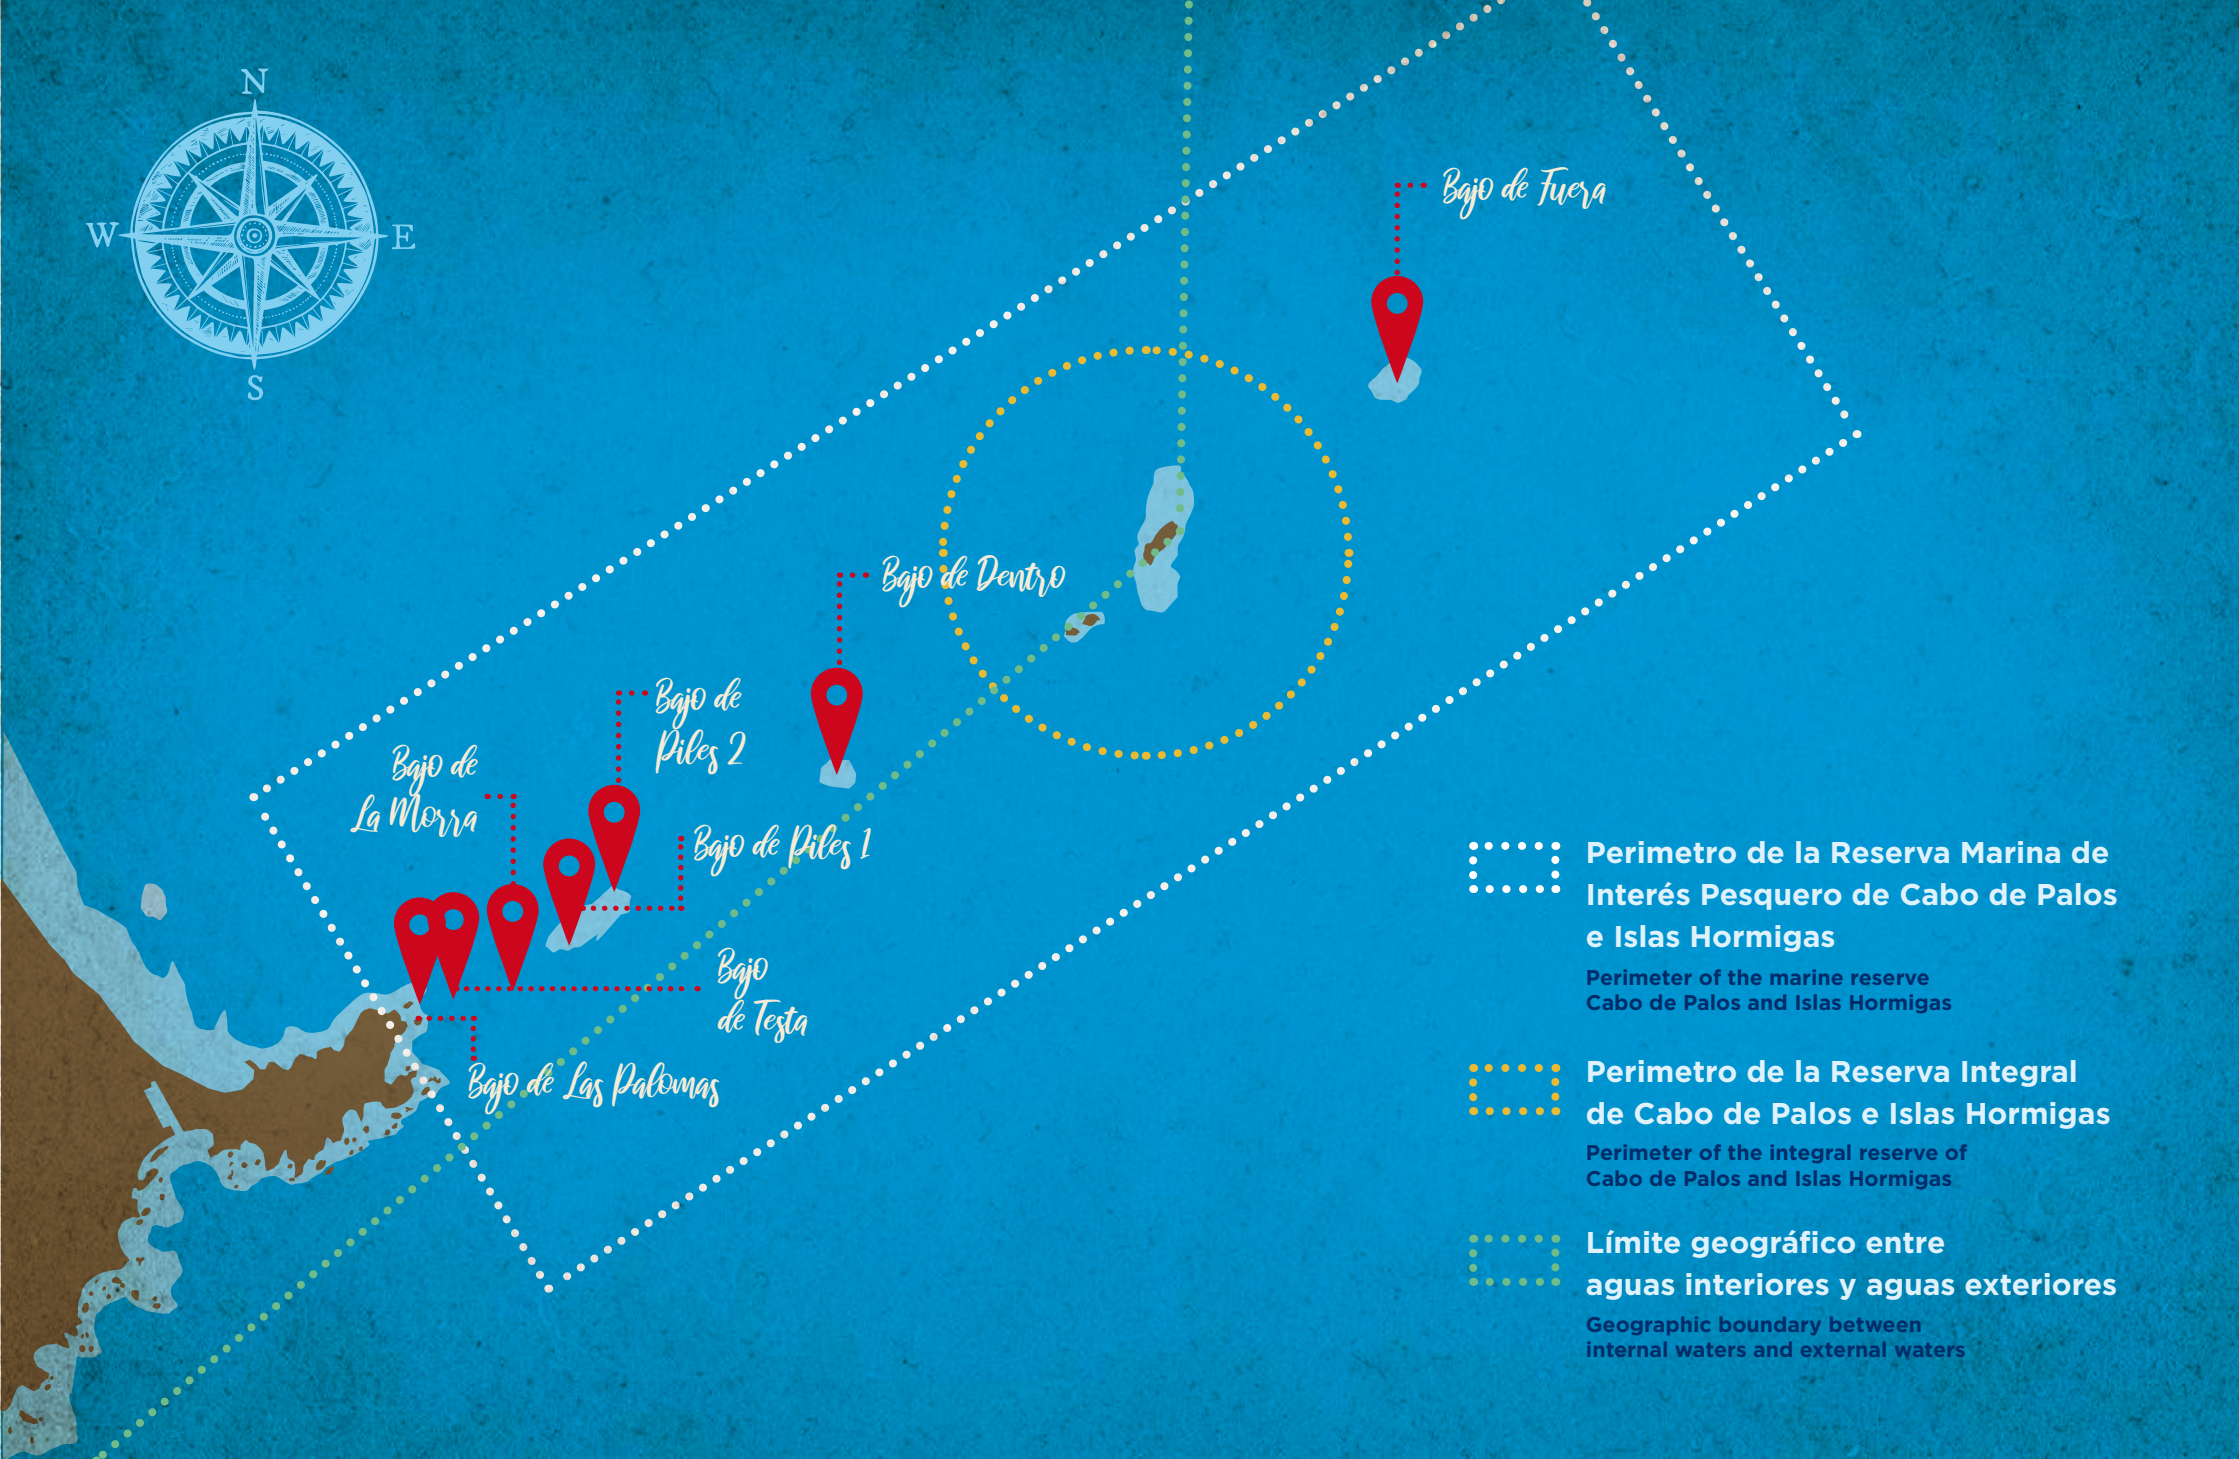 N
W
E
S
Bajo de Fuera
Bajo de Dentro
Bajo de
Piles 2
Bajo de
La Morra
Bajo de Piles 1
Bajo
de Testa
Bajo de Las Palomas
Perimetro de la Reserva Marina de
Interés Pesquero de Cabo de Palos
e Islas Hormigas
Perimeter of the marine reserve
Cabo de Palos and Islas Hormigas
Perimetro de la Reserva Integral
de Cabo de Palos e Islas Hormigas
Perimeter of the integral reserve of
Cabo de Palos and Islas Hormigas
Límite geográfico entre
aguas interiores y aguas exteriores
Geographic boundary between
internal waters and external waters